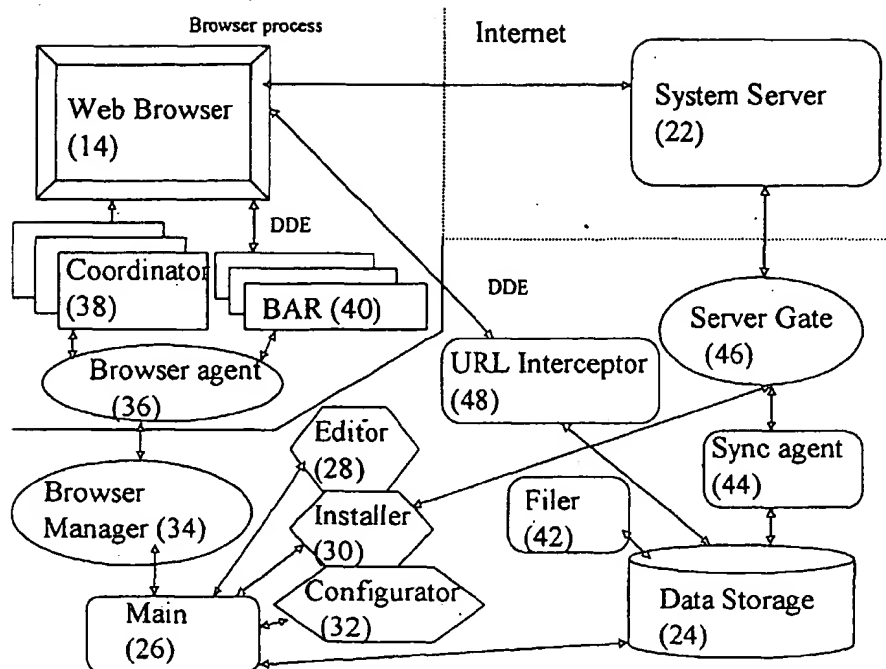 Browser process
Internet
Web Browser
(14)
System Server
(22)
DDE
Coordinator
(38)
BAR (40)
DDE
Server Gate
(46)
Browser agent
(36)
URL Interceptor
(48)
Editor
(28)
Sync agent
(44)
Browser
Manager (34)
Installer
(30)
Filer
(42)
Configurator
(32)
Main
(26)
Data Storage
(24)